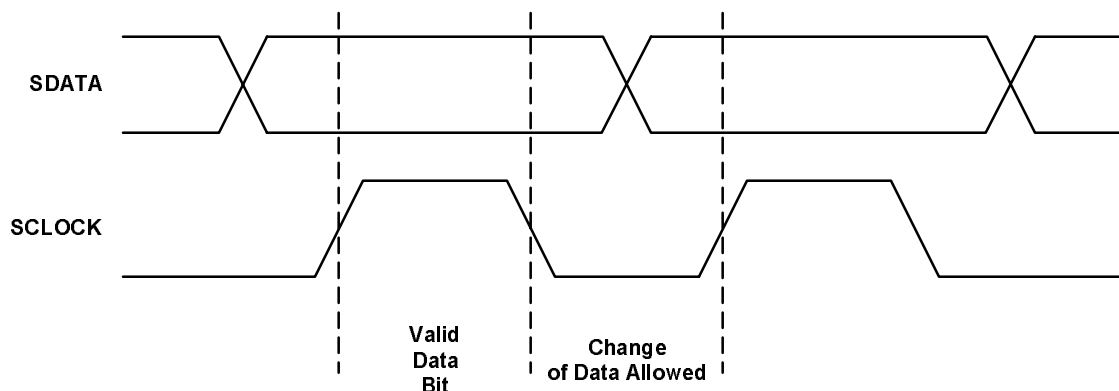 SDATA
SCLOCK
Valid
Data
Bit
Change
of Data Allowed